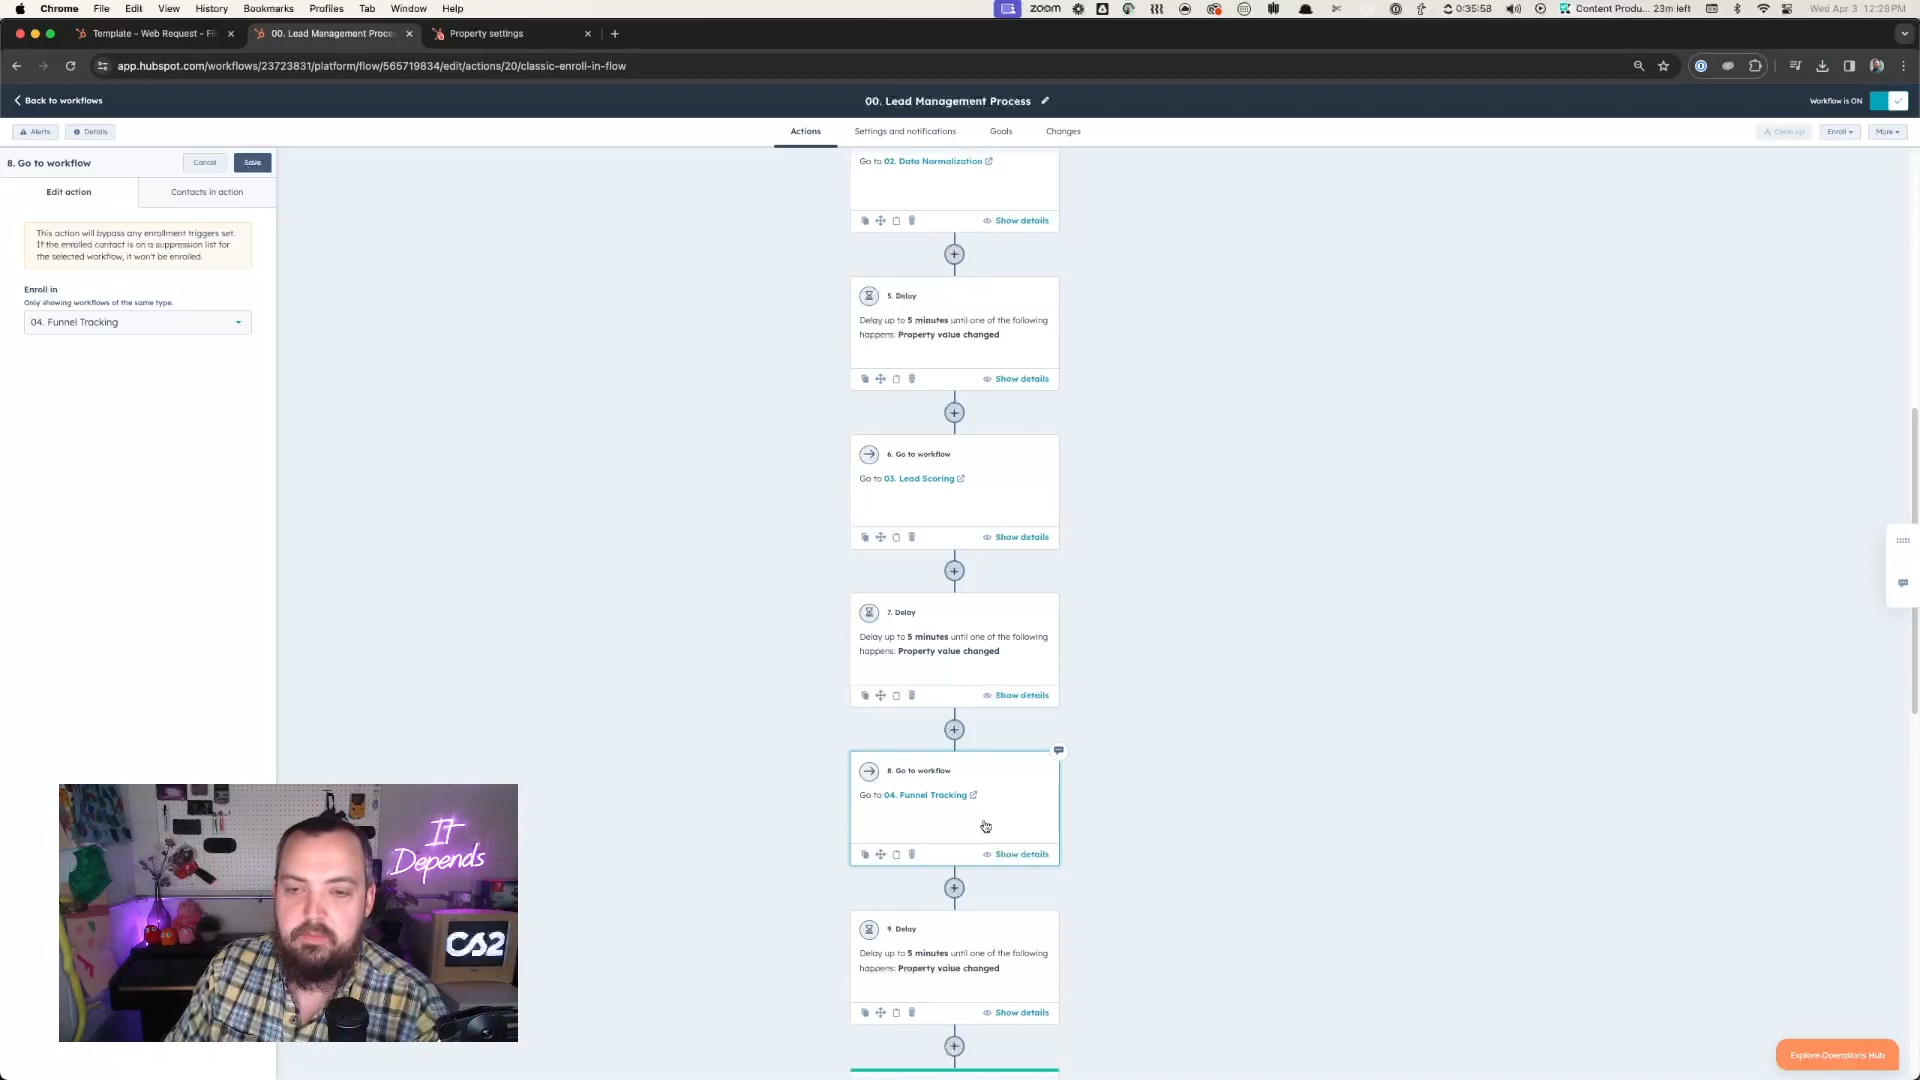 Chrome File Edit View History Bookmarks Profiles Tab Window Help
zoom 0:35:58 Content Produ... 23m left Wed Apr 3 12:28 PM
Template - Web Request - Fi
00. Lead Management Proce
Property settings
app.hubspot.com/workflows/23723831/platform/flow/565719834/edit/actions/20/classic-enroll-in-flow
Back to workflows
00. Lead Management Process
Workflow is ON
Alerts
Details
Actions
Settings and notifications
Goals
Changes
Clean up
Enroll
More
8. Go to workflow
Cancel
Save
Edit action
Contacts in action
This action will bypass any enrollment triggers set.
If the enrolled contact is on a suppression list for
the selected workflow, it won't be enrolled.
Enroll in
Only showing workflows of the same type.
04. Funnel Tracking
Go to 02. Data Normalization
Show details
5. Delay
Delay up to 5 minutes until one of the following
happens: Property value changed
Show details
6. Go to workflow
Go to 03. Lead Scoring
Show details
7. Delay
Delay up to 5 minutes until one of the following
happens: Property value changed
Show details
8. Go to workflow
Go to 04. Funnel Tracking
Show details
9. Delay
Delay up to 5 minutes until one of the following
happens: Property value changed
Show details
IT
Depends
CS2
Explore Operations Hub